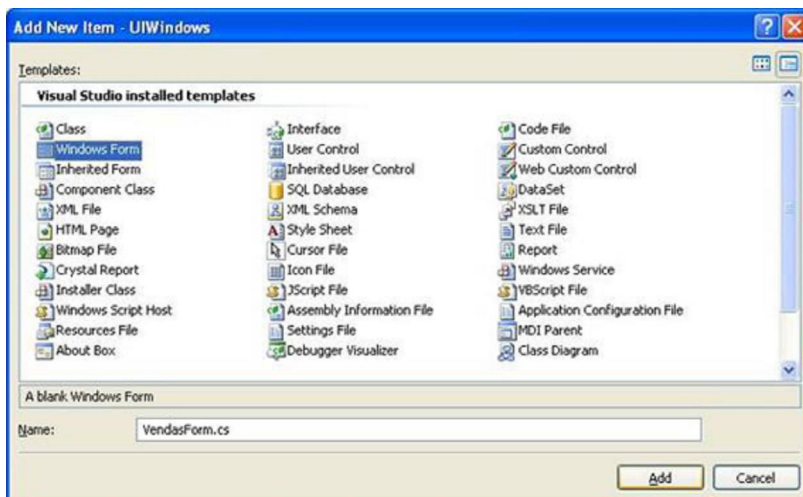 Add New Item - UIWindows
Templates:
Visual Studio installed templates
Class Interface Code File
Windows Form User Control Custom Control
Inherited Form Inherited User Control Web Custom Control
Component Class SQL Database DataSet
XML File XML Schema XSLT File
HTML Page Style Sheet Text File
Bitmap File Cursor File Report
Crystal Report Icon File Windows Service
Installer Class JScript File VBScript File
Windows Script Host Assembly Information File Application Configuration File
Resources File Settings File MDI Parent
About Box Debugger Visualizer Class Diagram
A blank Windows Form
Name: VendasForm.cs
Add Cancel